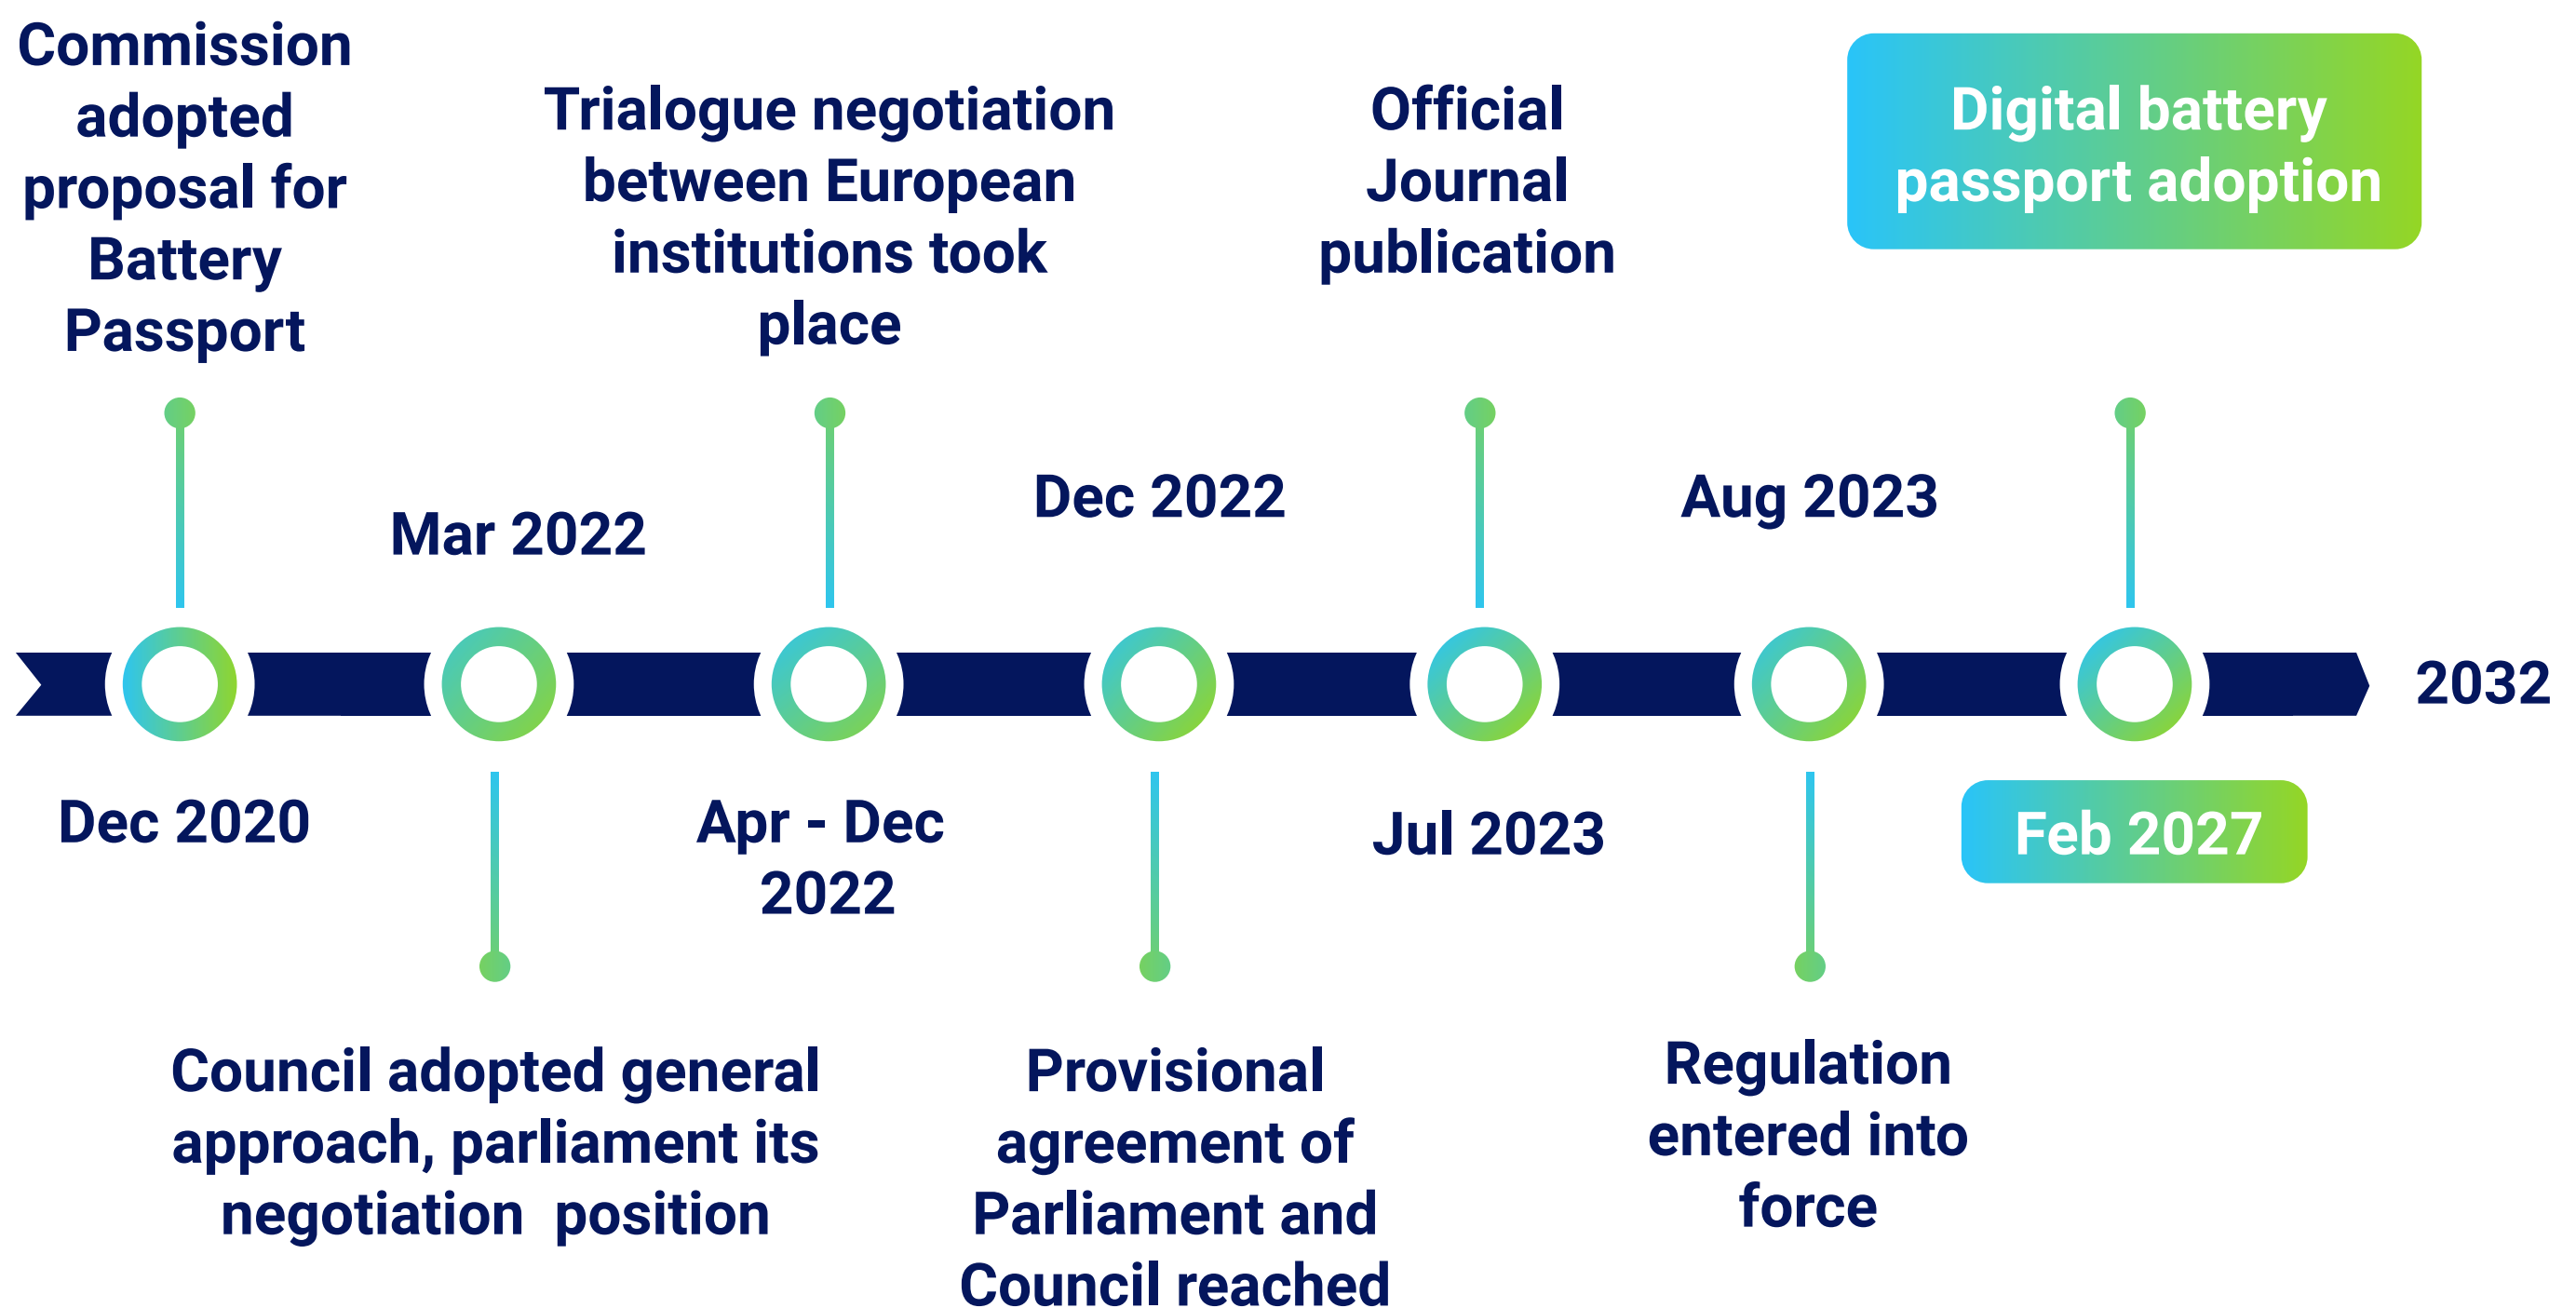 Commission
adopted
proposal for
Battery
Passport
Dec 2020
Mar 2022
Council adopted general
approach, parliament its
negotiation  position
Trialogue negotiation
between European
institutions took
place
Apr - Dec
2022
Dec 2022
Provisional
agreement of
Parliament and
Council reached
Official
Journal
publication
Jul 2023
Aug 2023
Regulation
entered into
force
Digital battery
passport adoption
Feb 2027
2032